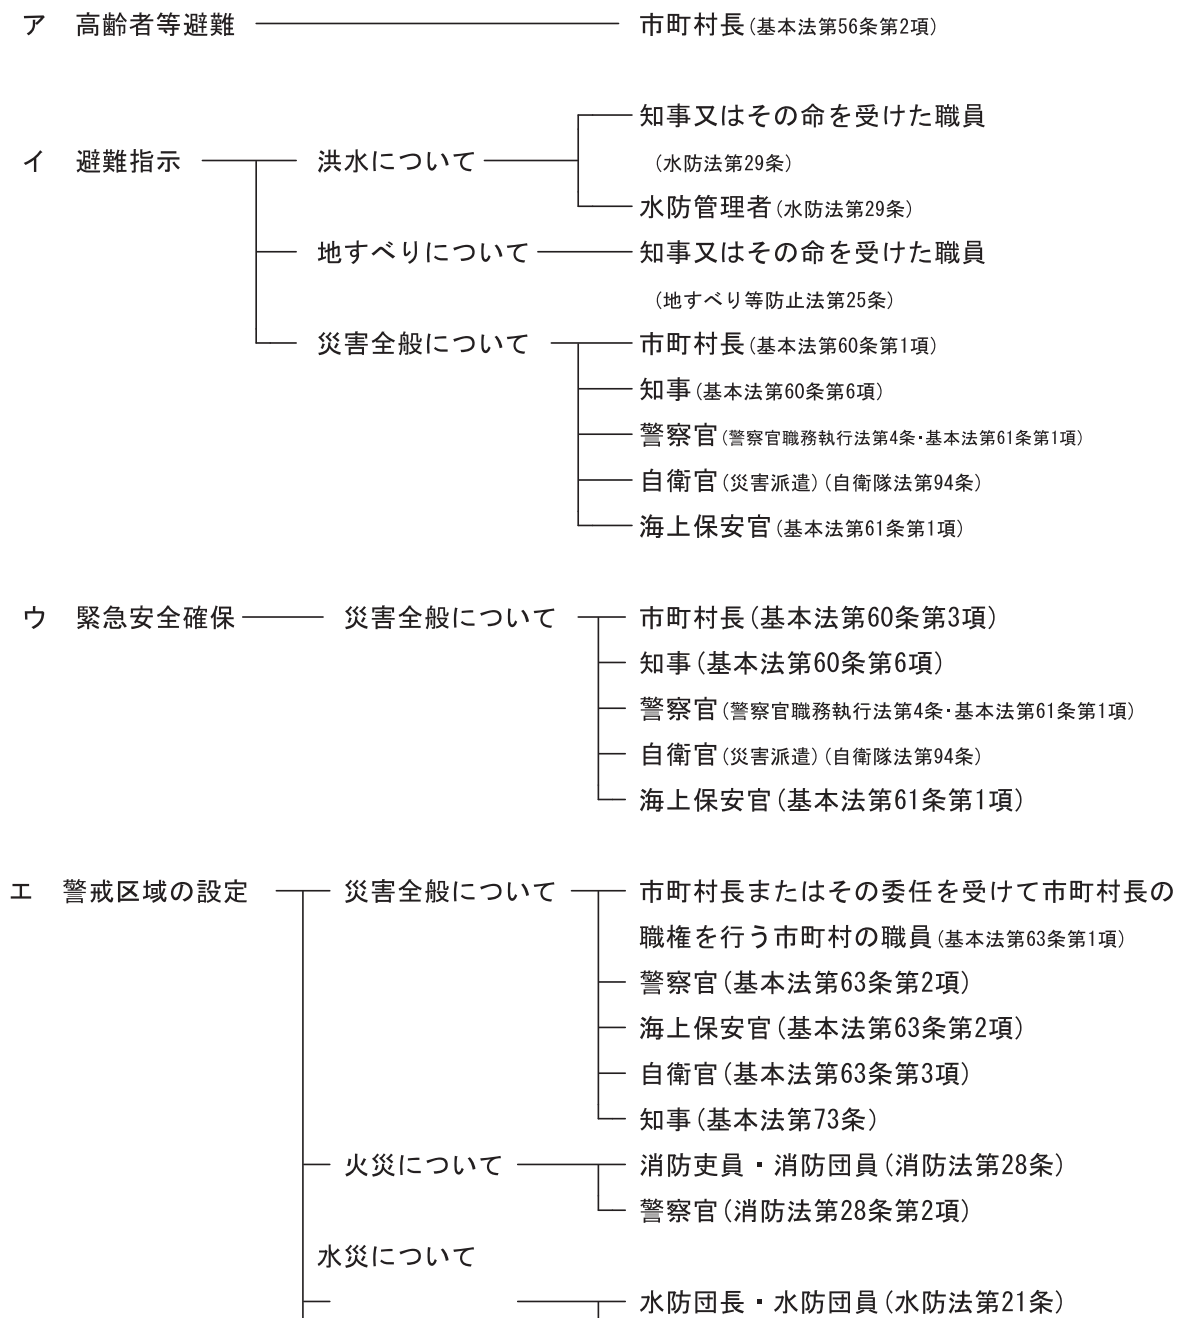 ア 高齢者等避難 市町村長(基本法第56条第2項)
知事又はその命を受けた職員
イ 避難指示 洪水について (水防法第29条)
水防管理者(水防法第29条)
地すべりについて 知事又はその命を受けた職員
(地すべり等防止法第25条)
災害全般について 市町村長(基本法第60条第1項)
知事(基本法第60条第6項)
警察官(警察官職務執行法第4条・基本法第61条第1項)
自衛官(災害派遣)(自衛隊法第94条)
海上保安官(基本法第61条第1項)
ウ 緊急安全確保 災害全般について 市町村長(基本法第60条第3項)
知事(基本法第60条第6項)
警察官(警察官職務執行法第4条・基本法第61条第1項)
自衛官(災害派遣)(自衛隊法第94条)
海上保安官(基本法第61条第1項)
エ 警戒区域の設定 災害全般について 市町村長またはその委任を受けて市町村長の
職権を行う市町村の職員(基本法第63条第1項)
警察官(基本法第63条第2項)
海上保安官(基本法第63条第2項)
自衛官(基本法第63条第3項)
知事(基本法第73条)
火災について 消防吏員・消防団員(消防法第28条)
警察官(消防法第28条第2項)
水災について
水防団長・水防団員(水防法第21条)